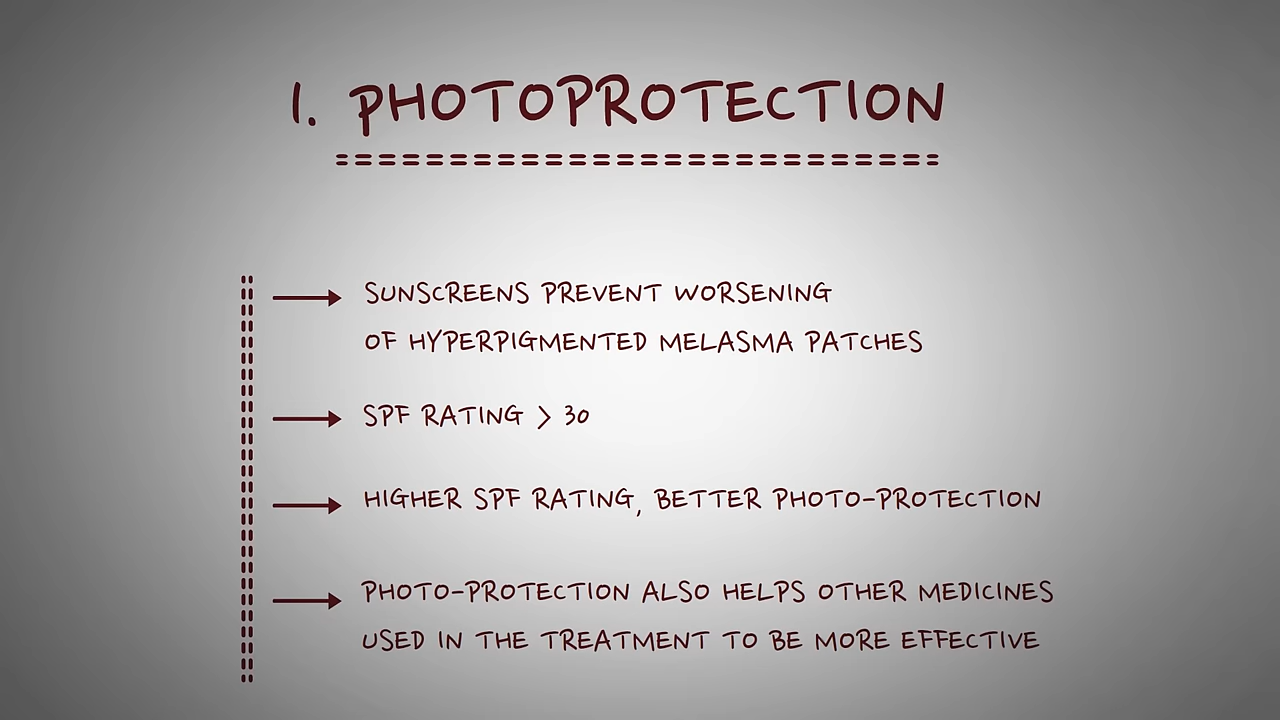 1. PHOTOPROTECTION
SUNSCREENS PREVENT WORSENING
OF HYPERPIGMENTED MELASMA PATCHES
SPF RATING > 30
HIGHER SPF RATING, BETTER PHOTO-PROTECTION
PHOTO-PROTECTION ALSO HELPS OTHER MEDICINES
USED IN THE TREATMENT TO BE MORE EFFECTIVE